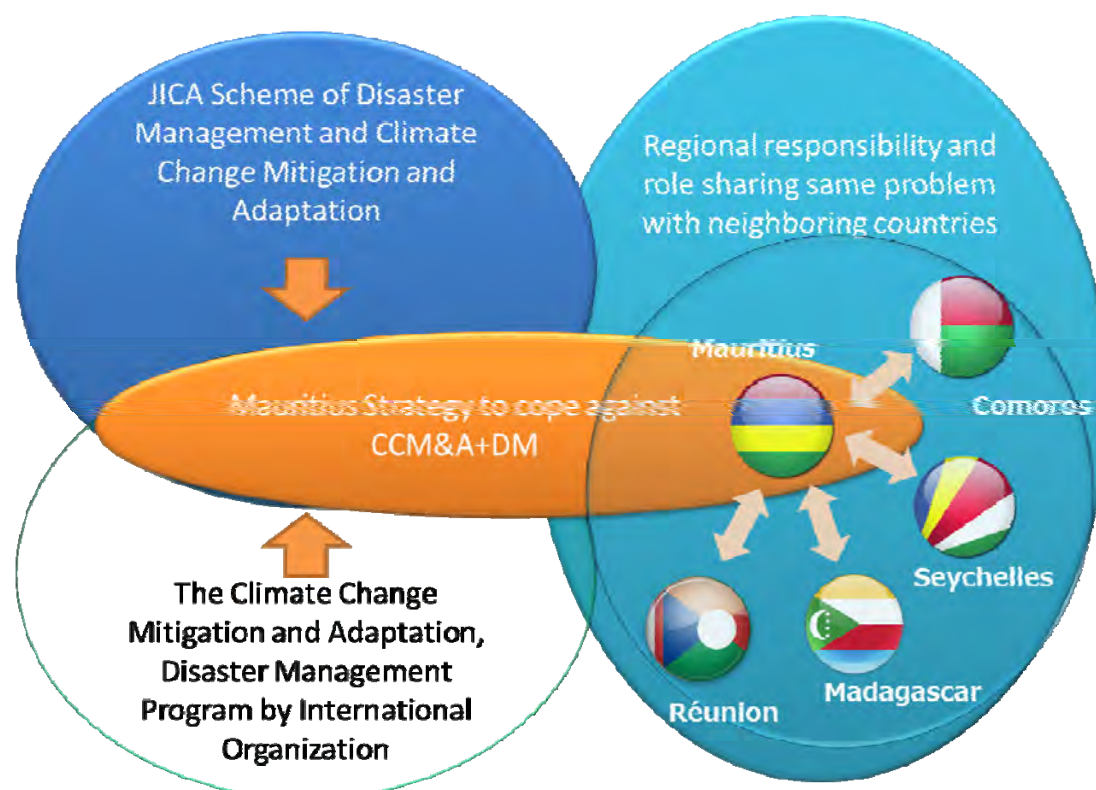 JICA Scheme of Disaster
Management and Climate
Change Mitigation and
Adaptation
Regional responsibility and
role sharing same problem
with neighboring countries
Mauritius
Comoros
Mauritius Strategy to cope against
CCM&A+DM
Seychelles
Madagascar
Réunion
The Climate Change
Mitigation and Adaptation,
Disaster Management
Program by International
Organization